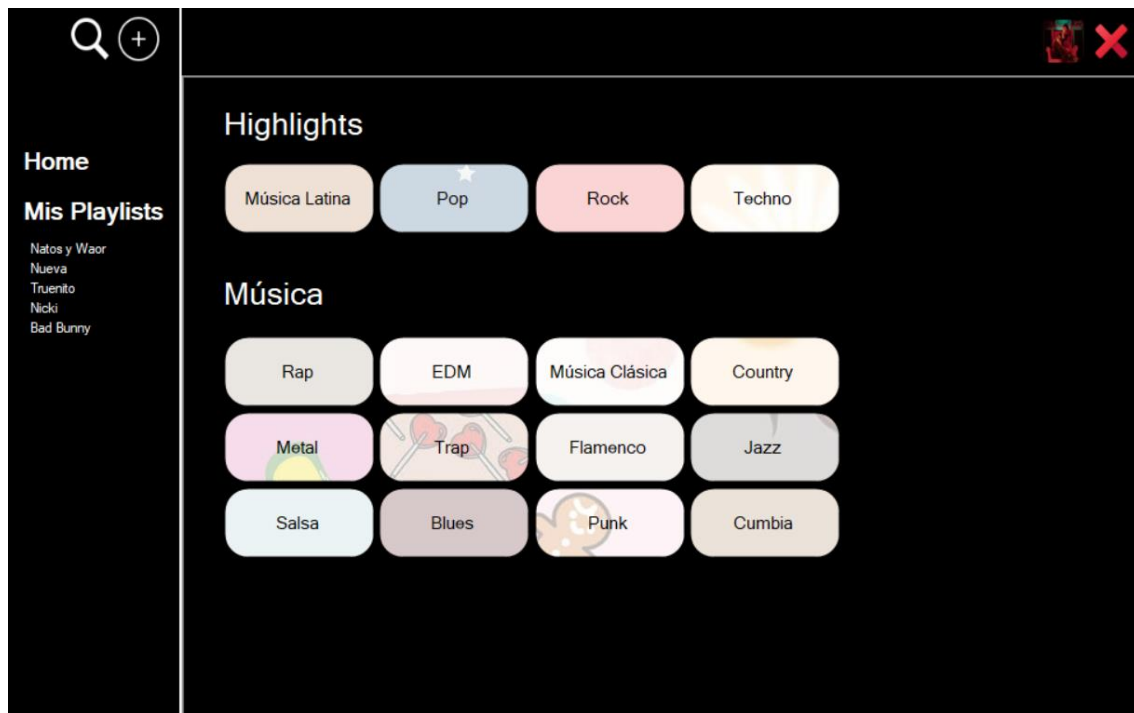 Home
Mis Playlists
Natos y Waor
Nueva
Truenito
Nicki
Bad Bunny
Highlights
Música Latina
Pop
Rock
Techno
Música
Rap
EDM
Música Clásica
Country
Metal
Trap
Flamenco
Jazz
Salsa
Blues
Punk
Cumbia